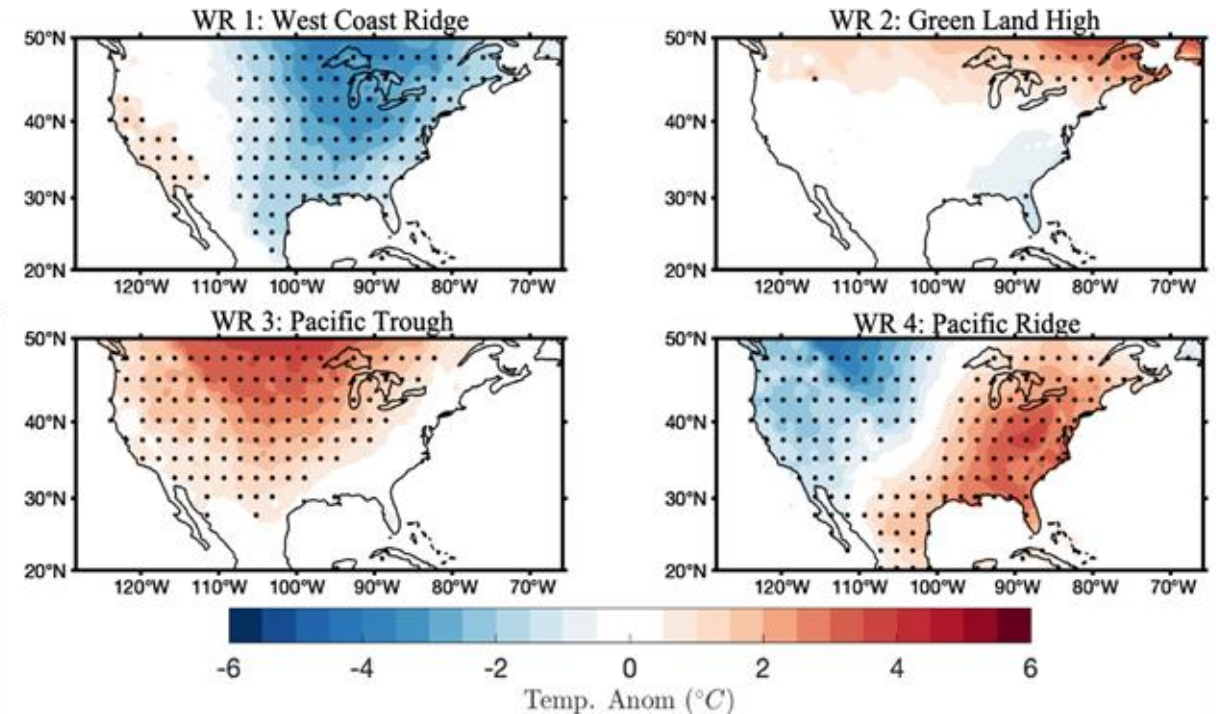 WR 1: West Coast Ridge
WR 2: Green Land High
50°N
40°N
30°N
20°N
120°W 110°W 100°W 90°W 80°W 70°W
50°N
40°N
30°N
20°N
120°W 110°W 100°W 90°W 80°W 70°W
WR 3: Pacific Trough
WR 4: Pacific Ridge
50°N
40°N
30°N
20°N
120°W 110°W 100°W 90°W 80°W 70°W
50°N
40°N
30°N
20°N
120°W 110°W 100°W 90°W 80°W 70°W
-6 -4 -2 0 2 4 6
Temp. Anom (°C)